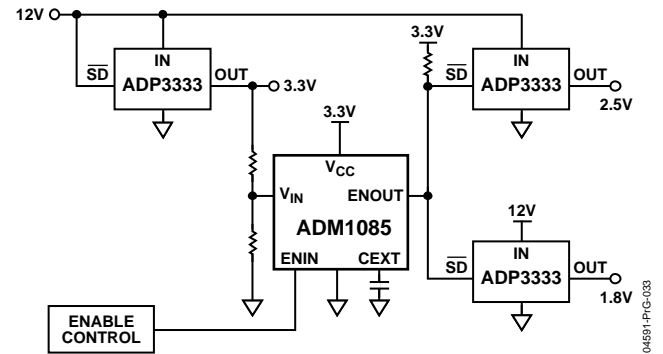 12V
3.3V
IN
SD
ADP3333
OUT
3.3V
IN
SD
ADP3333
OUT
2.5V
3.3V
VCC
VIN
ENOUT
ADM1085
ENIN
CEXT
12V
IN
SD
ADP3333
OUT
1.8V
ENABLE
CONTROL
04591-PrG-033